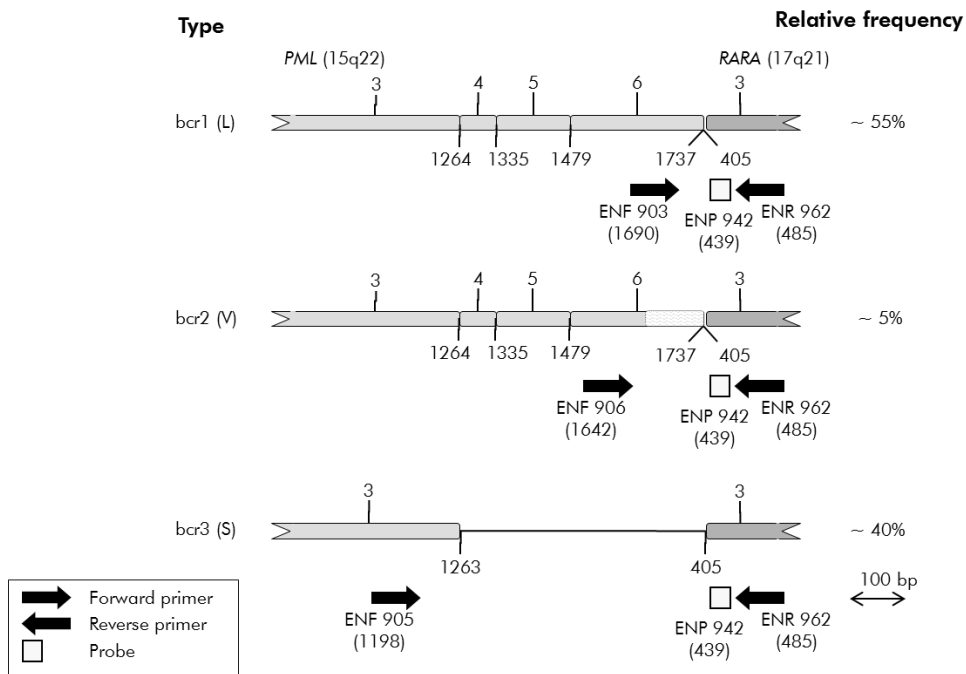 Type
Relative frequency
PML (15q22)
RARA (17q21)
3 4 5 6 3
bcr1 (L)
~ 55%
1264 1335 1479 1737 405
ENF 903
(1690)
ENP 942
(439)
ENR 962
(485)
3 4 5 6 3
bcr2 (V)
~ 5%
1264 1335 1479 1737 405
ENF 906
(1642)
ENP 942
(439)
ENR 962
(485)
3 3
bcr3 (S)
~ 40%
1263 405
100 bp
ENF 905
(1198)
ENP 942
(439)
ENR 962
(485)
Forward primer
Reverse primer
Probe